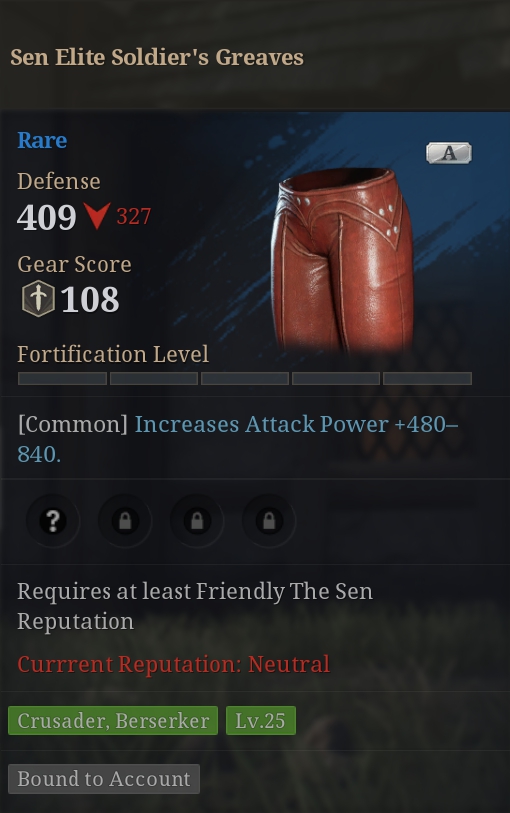 Sen Elite Soldier's Greaves
Rare
A
Defense
409 327
Gear Score
108
Fortification Level
[Common] Increases Attack Power +480–
840.
?
Requires at least Friendly The Sen
Reputation
Currrent Reputation: Neutral
Crusader, Berserker Lv.25
Bound to Account